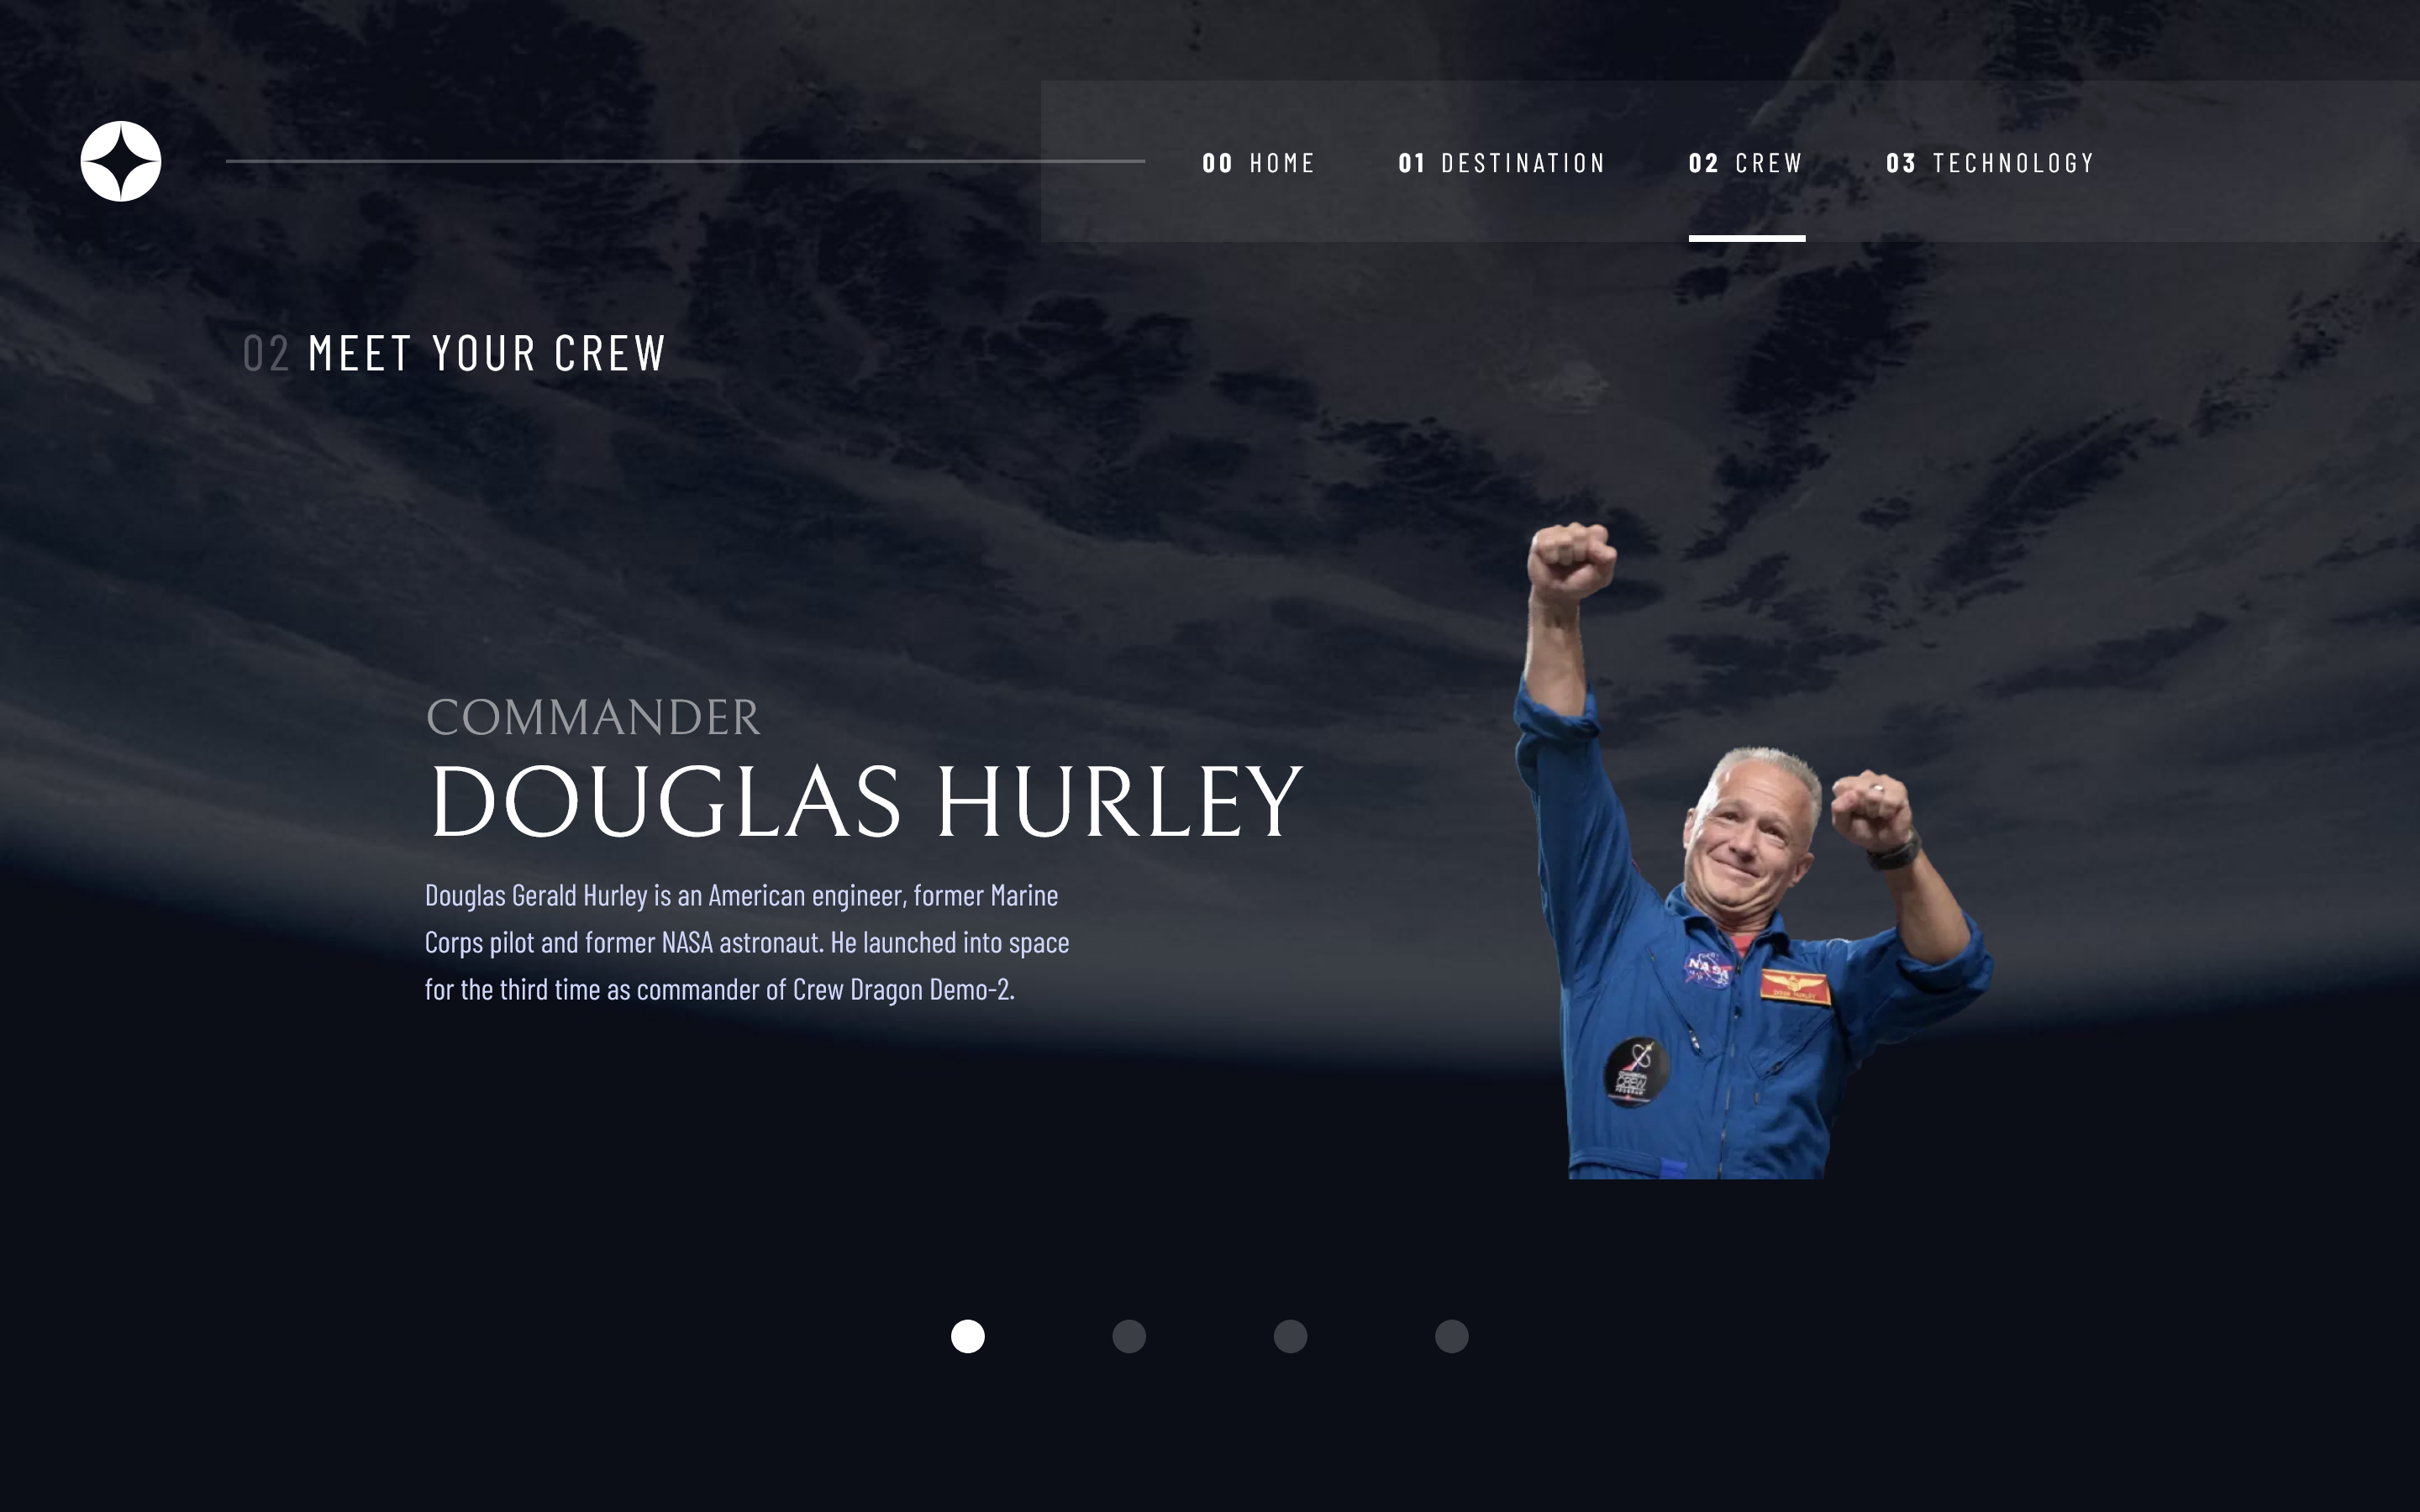 00 HOME 01 DESTINATION 02 CREW 03 TECHNOLOGY
02 MEET YOUR CREW
COMMANDER
DOUGLAS HURLEY
Douglas Gerald Hurley is an American engineer, former Marine
Corps pilot and former NASA astronaut. He launched into space
for the third time as commander of Crew Dragon Demo-2.
NASA
CREW